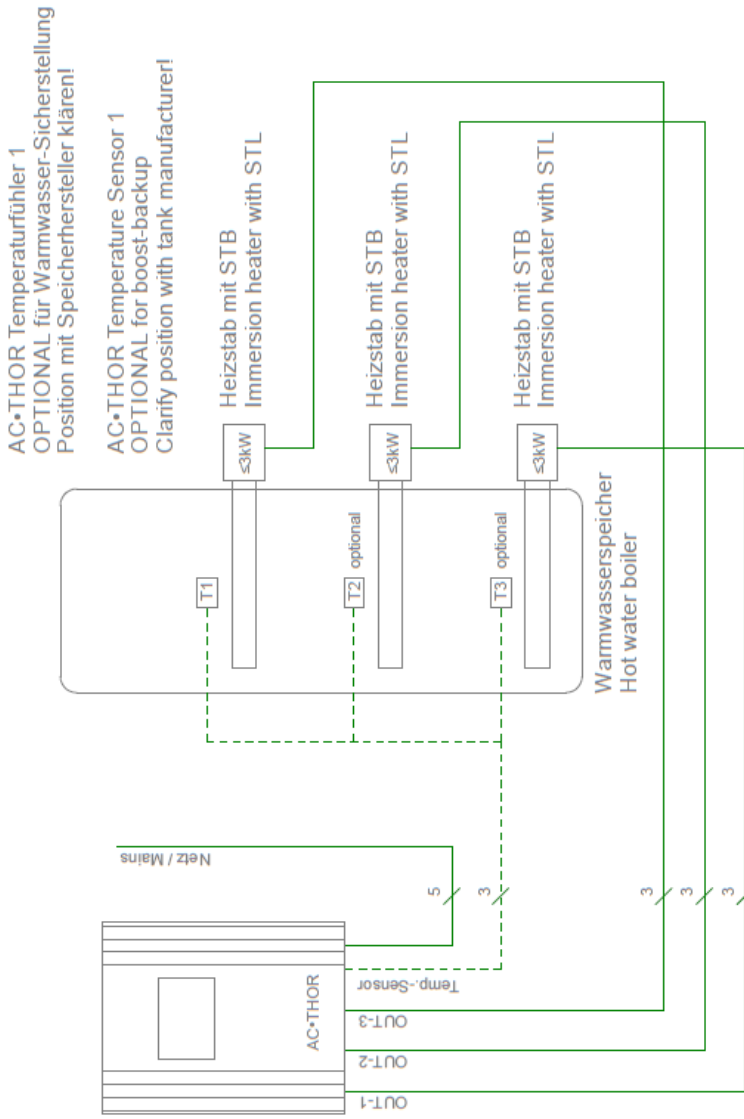 AC•THOR Temperaturfühler 1
OPTIONAL für Warmwasser-Sicherstellung
Position mit Speicherhersteller klären!
AC•THOR Temperature Sensor 1
OPTIONAL for boost-backup
Clarify position with tank manufacturer!
Heizstab mit STB
Immersion heater with STL
≤3kW
T1
Heizstab mit STB
Immersion heater with STL
≤3kW
T2 optional
Heizstab mit STB
Immersion heater with STL
≤3kW
T3 optional
Warmwasserspeicher
Hot water boiler
Netz / Mains
5
3
3
3
3
AC•THOR
Temp.-Sensor
OUT-3
OUT-2
OUT-1